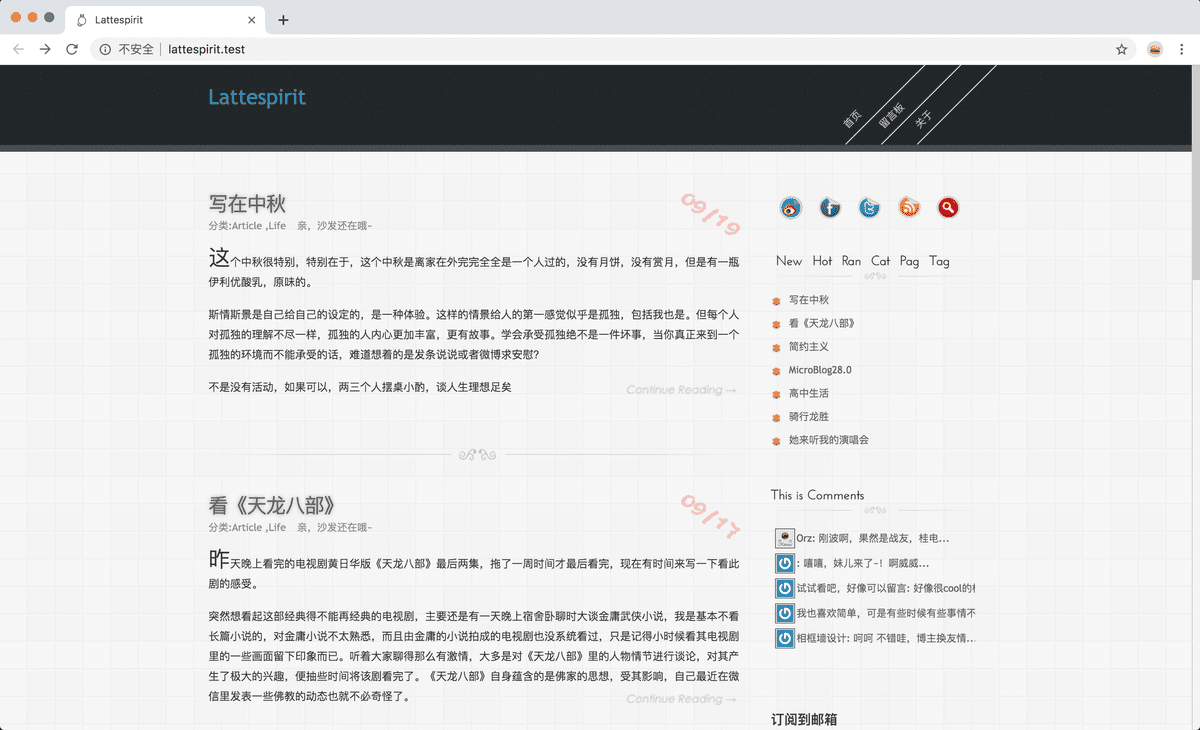 Lattespirit
不安全 lattespirit.test
Lattespirit
首页
留言板
关于
写在中秋
09/19
分类:Article ,Life 亲，沙发还在哦~
这个中秋很特别，特别在于，这个中秋是离家在外完完全全是一个人过的，没有月饼，没有赏月，但是有一瓶
伊利优酸乳，原味的。
斯情斯景是自己给自己的设定的，是一种体验。这样的情景给人的第一感觉似乎是孤独，包括我也是。但每个人
对孤独的理解不尽一样，孤独的人内心更加丰富，更有故事。学会承受孤独绝不是一件坏事，当你真正来到一个
孤独的环境而不能承受的话，难道想着的是发条说说或者微博求安慰?
不是没有活动，如果可以，两三个人摆桌小酌，谈人生理想足矣
Continue Reading →
看《天龙八部》
09/17
分类:Article ,Life 亲，沙发还在哦~
昨天晚上看完的电视剧黄日华版《天龙八部》最后两集，拖了一周时间才最后看完，现在有时间来写一下看此
剧的感受。
突然想看起这部经典得不能再经典的电视剧，主要还是有一天晚上宿舍卧聊时大谈金庸武侠小说，我是基本不看
长篇小说的，对金庸小说不太熟悉，而且由金庸的小说拍成的电视剧也没系统看过，只是记得小时候看其电视剧
里的一些画面留下印象而已。听着大家聊得那么有激情，大多是对《天龙八部》里的人物情节进行谈论，对其产
生了极大的兴趣，便抽些时间将该剧看完了。《天龙八部》自身蕴含的是佛家的思想，受其影响，自己最近在微
信里发表一些佛教的动态也就不必奇怪了。
Continue Reading →
New Hot Ran Cat Pag Tag
写在中秋
看《天龙八部》
简约主义
MicroBlog28.0
高中生活
骑行龙胜
她来听我的演唱会
This is Comments
Orz: 刚波啊，果然是战友，桂电...
: 嘻嘻，妹儿来了~！啊威威...
试试看吧，好像可以留言: 好像很cool的
我也喜欢简单，可是有些时候有些事情不
相框墙设计: 呵呵 不错哇，博主换友情...
订阅到邮箱